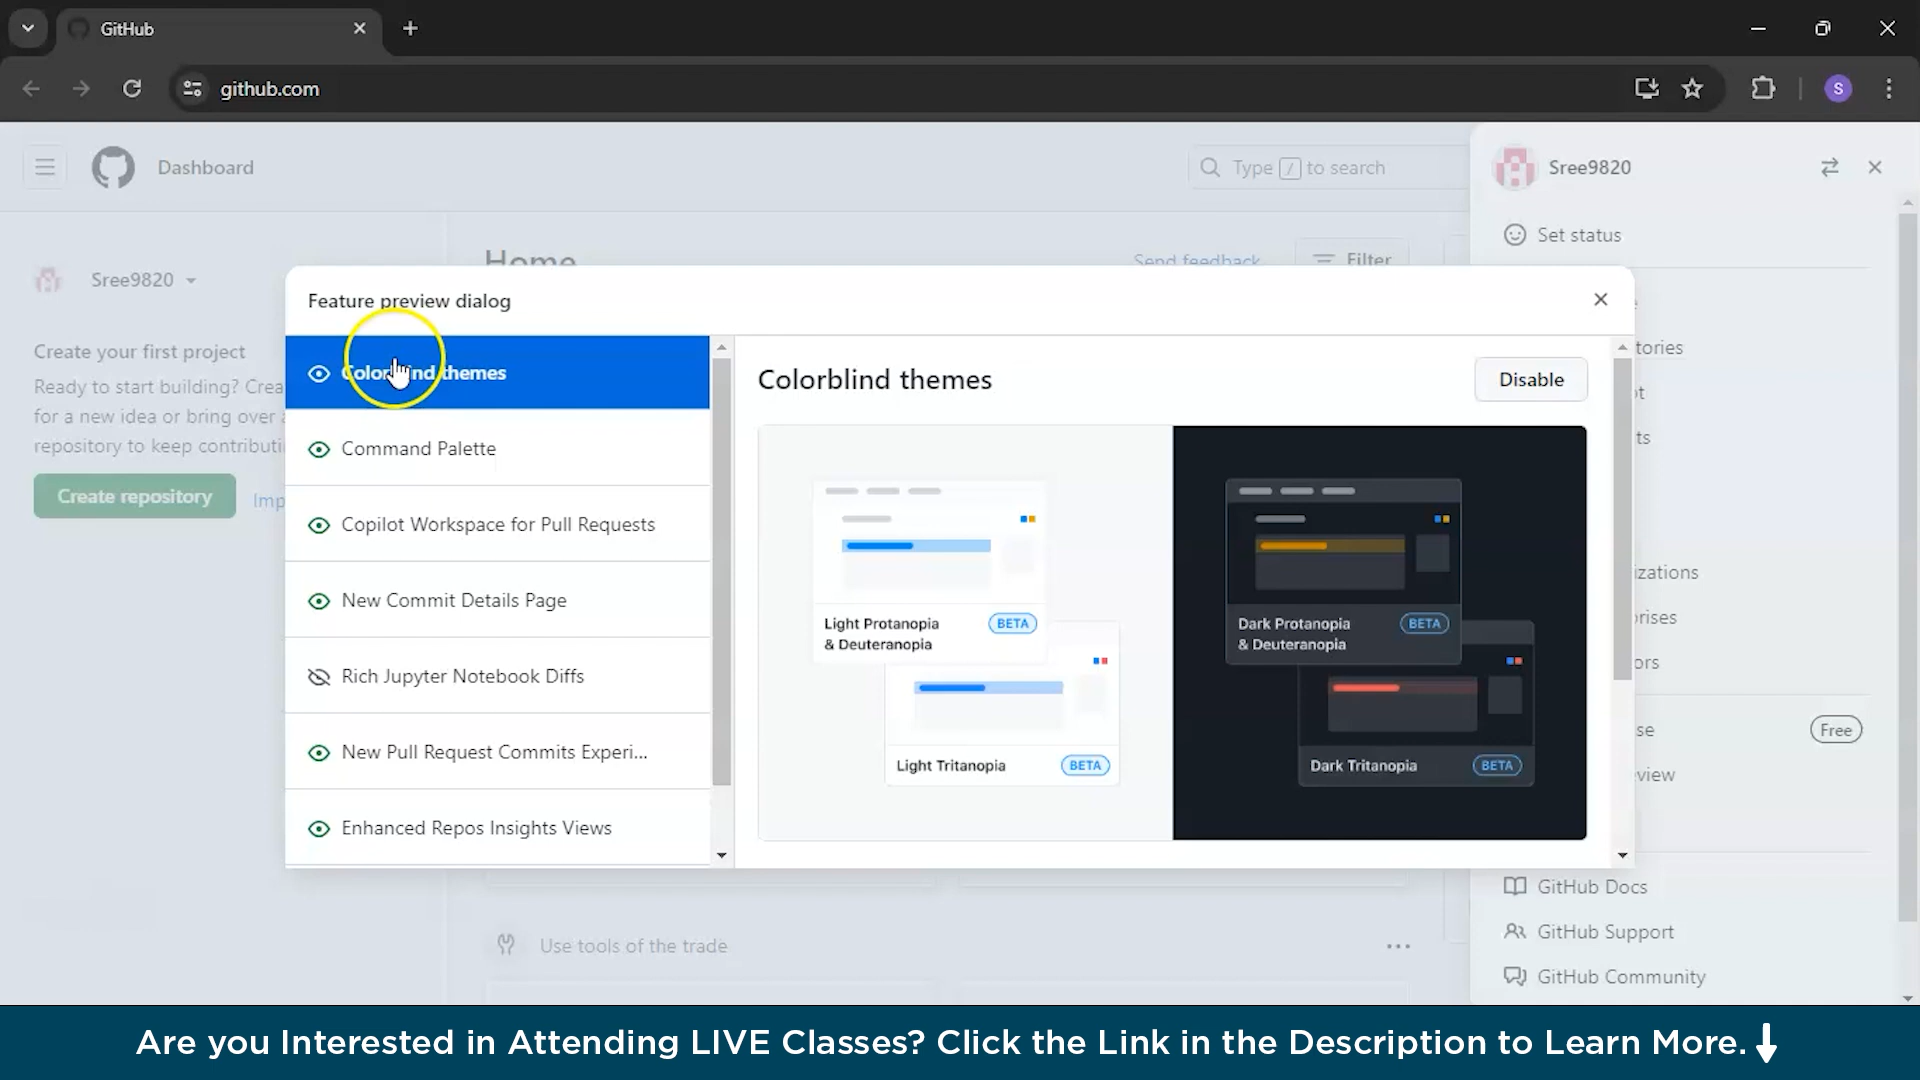 GitHub
github.com
S
Dashboard
Type / to search
Sree9820
Set status
Home
Send feedback
Filter
Sree9820
Create your first project
Ready to start building? Crea
for a new idea or bring over
repository to keep contributi
Create repository
Imp
Feature preview dialog
Colorblind themes
Command Palette
Copilot Workspace for Pull Requests
New Commit Details Page
Rich Jupyter Notebook Diffs
New Pull Request Commits Experi...
Enhanced Repos Insights Views
Colorblind themes
Disable
Light Protanopia
& Deuteranopia
BETA
Light Tritanopia
BETA
Dark Protanopia
& Deuteranopia
BETA
Dark Tritanopia
BETA
tories
ts
izations
rises
ors
se
Free
view
GitHub Docs
GitHub Support
GitHub Community
Use tools of the trade
Are you Interested in Attending LIVE Classes? Click the Link in the Description to Learn More.